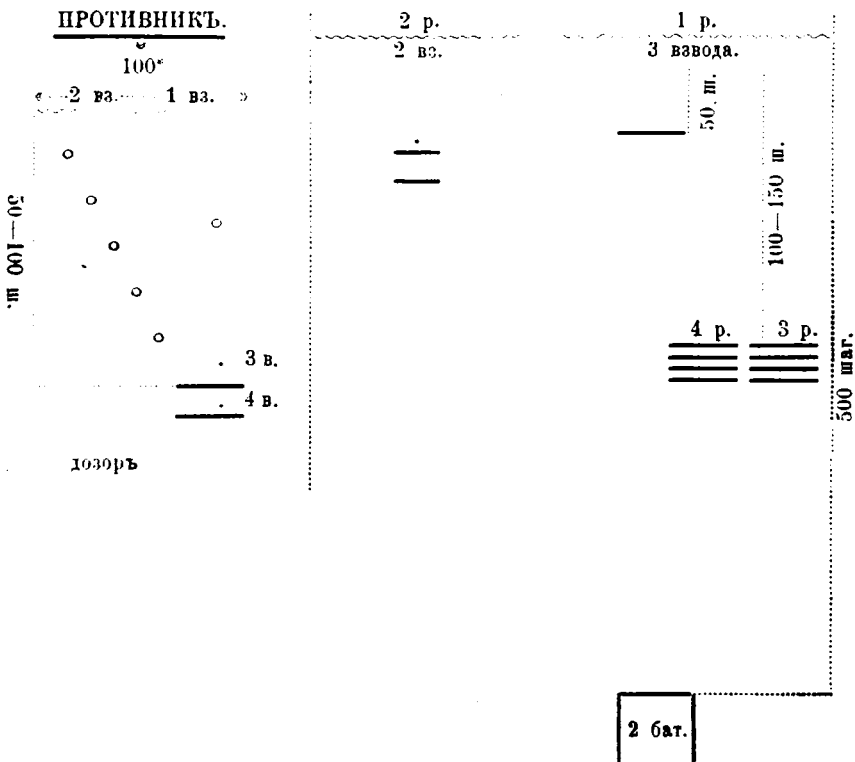 ПРОТИВНИКЪ.
100ˣ
2 вз. 1 вз.
50—100 ш.
3 в.
4 в.
дозоръ
2 р.
2 вз.
1 р.
3 взвода.
50 ш.
100—150 ш.
4 р. 3 р.
500 шаг.
2 бат.